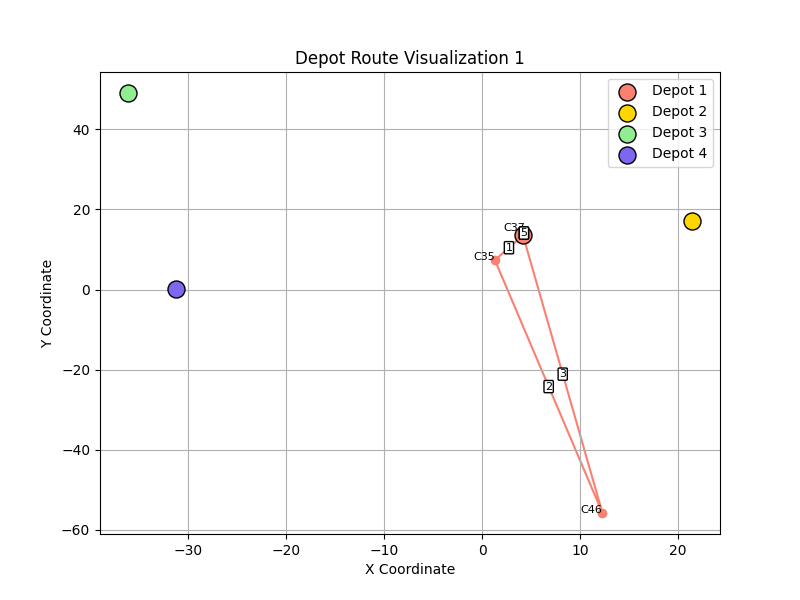 Depot Route Visualization 1
Depot 1
Depot 2
Depot 3
Depot 4
Y Coordinate
40
20
0
−20
−40
−60
C37
5
1
C35
3
2
C46
−30
−20
−10
0
10
20
X Coordinate